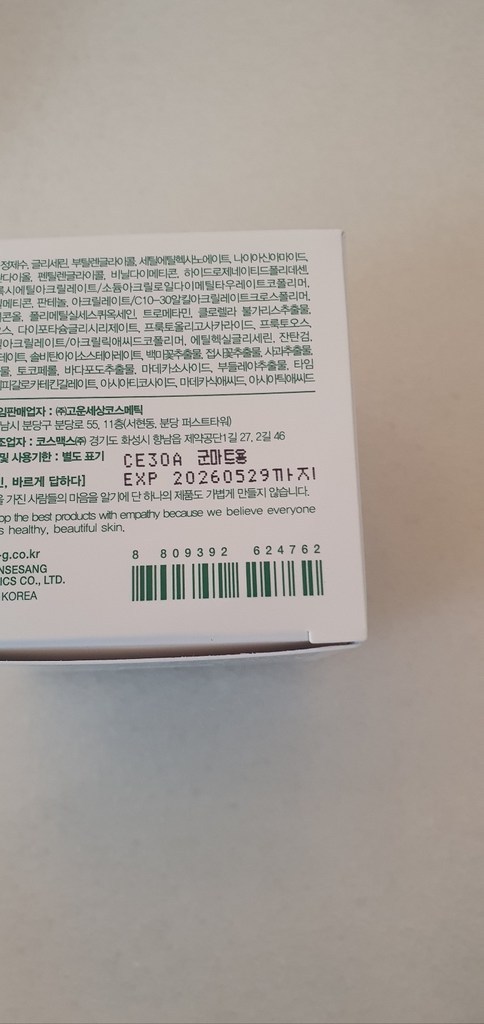 정제수, 글리세린, 부틸렌글라이콜, 세틸에틸헥사노에이트, 나이아신아마이드,
다이올, 펜틸렌글라이콜, 비닐다이메티콘, 하이드로제네이티드폴리데센,
록시에틸아크릴레이트/소듐아크릴로일다이메틸타우레이트코폴리머,
메티콘, 판테놀, 아크릴레이트/C10-30알킬아크릴레이트크로스폴리머,
콘올, 폴리메틸실세스퀴옥세인, 트로메타민, 클로렐라 불가리스추출물,
스, 다이포타슘글리시리제이트, 프룩토올리고사카라이드, 프룩토오스,
틸아크릴레이트/아크릴릭애씨드코폴리머, 에틸헥실글리세린, 잔탄검,
테이트, 솔비탄아이소스테아레이트, 백미꽃추출물, 접시꽃추출물, 사과추출물,
물, 토코페롤, 바다포도추출물, 마데카소사이드, 부들레야추출물, 타임
필파갈로카테킨갈레이트, 아시아티코사이드, 마데카식애씨드, 아시아틱애씨드
임판매업자 : ㈜고운세상코스메틱
남시 분당구 분당로 55, 11층(서현동, 분당 퍼스트타워)
조업자 : 코스맥스㈜ 경기도 화성시 향남읍 제약공단1길 27, 2길 46
및 사용기한 : 별도 표기 CE30A 군마트용
EXP 20260529까지
, 바르게 답하다]
을 가진 사람들의 마음을 알기에 단 하나의 제품도 가볍게 만들지 않습니다.
op the best products with empathy because we believe everyone
s healthy, beautiful skin.
-g.co.kr
NSESANG
ICS CO., LTD.
KOREA
8 809392 624762